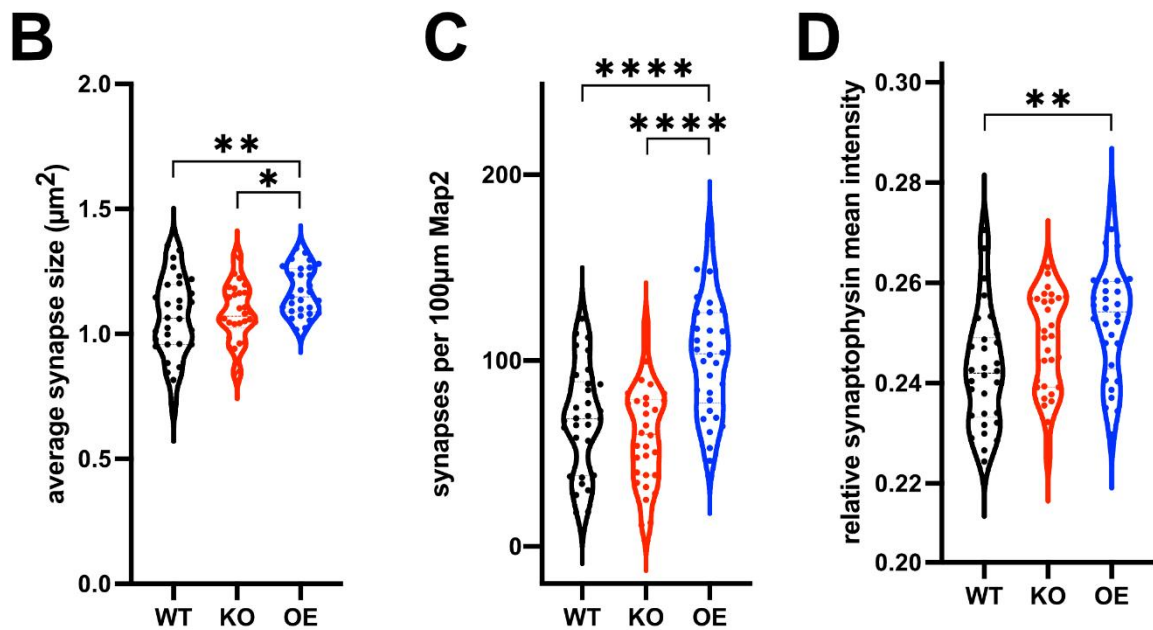 B
average synapse size (µm²)
2.0
1.5
1.0
0.5
0.0
**
*
WT KO OE
C
synapses per 100µm Map2
200
100
0
****
****
WT KO OE
D
relative synaptophysin mean intensity
0.30
0.28
0.26
0.24
0.22
0.20
**
WT KO OE